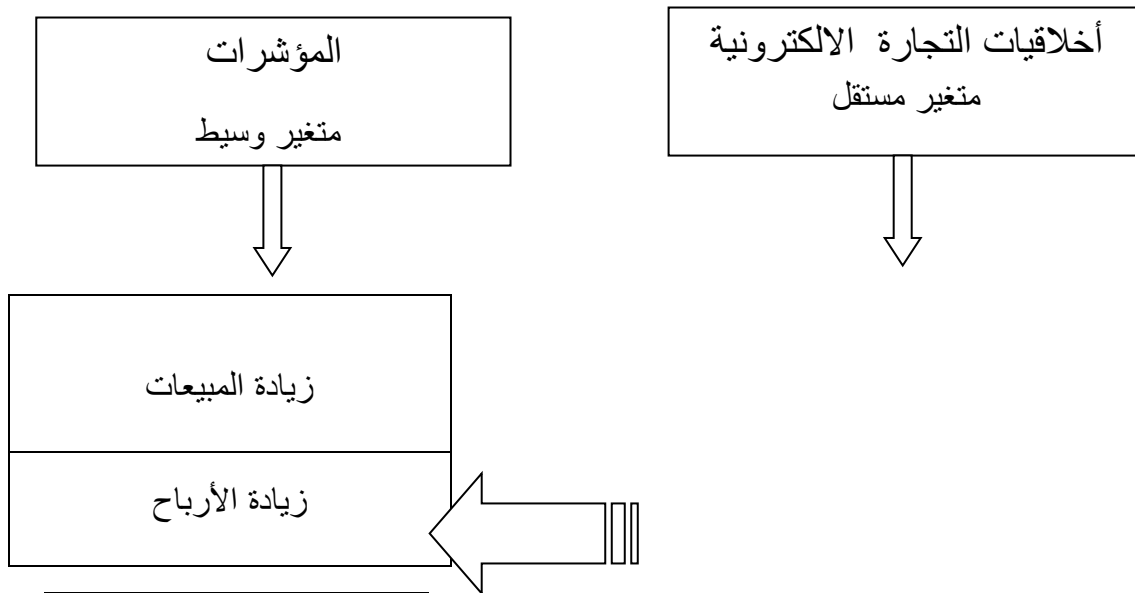 أخلاقيات التجارة الالكترونية
متغير مستقل
المؤشرات
متغير وسيط
زيادة المبيعات
زيادة الأرباح